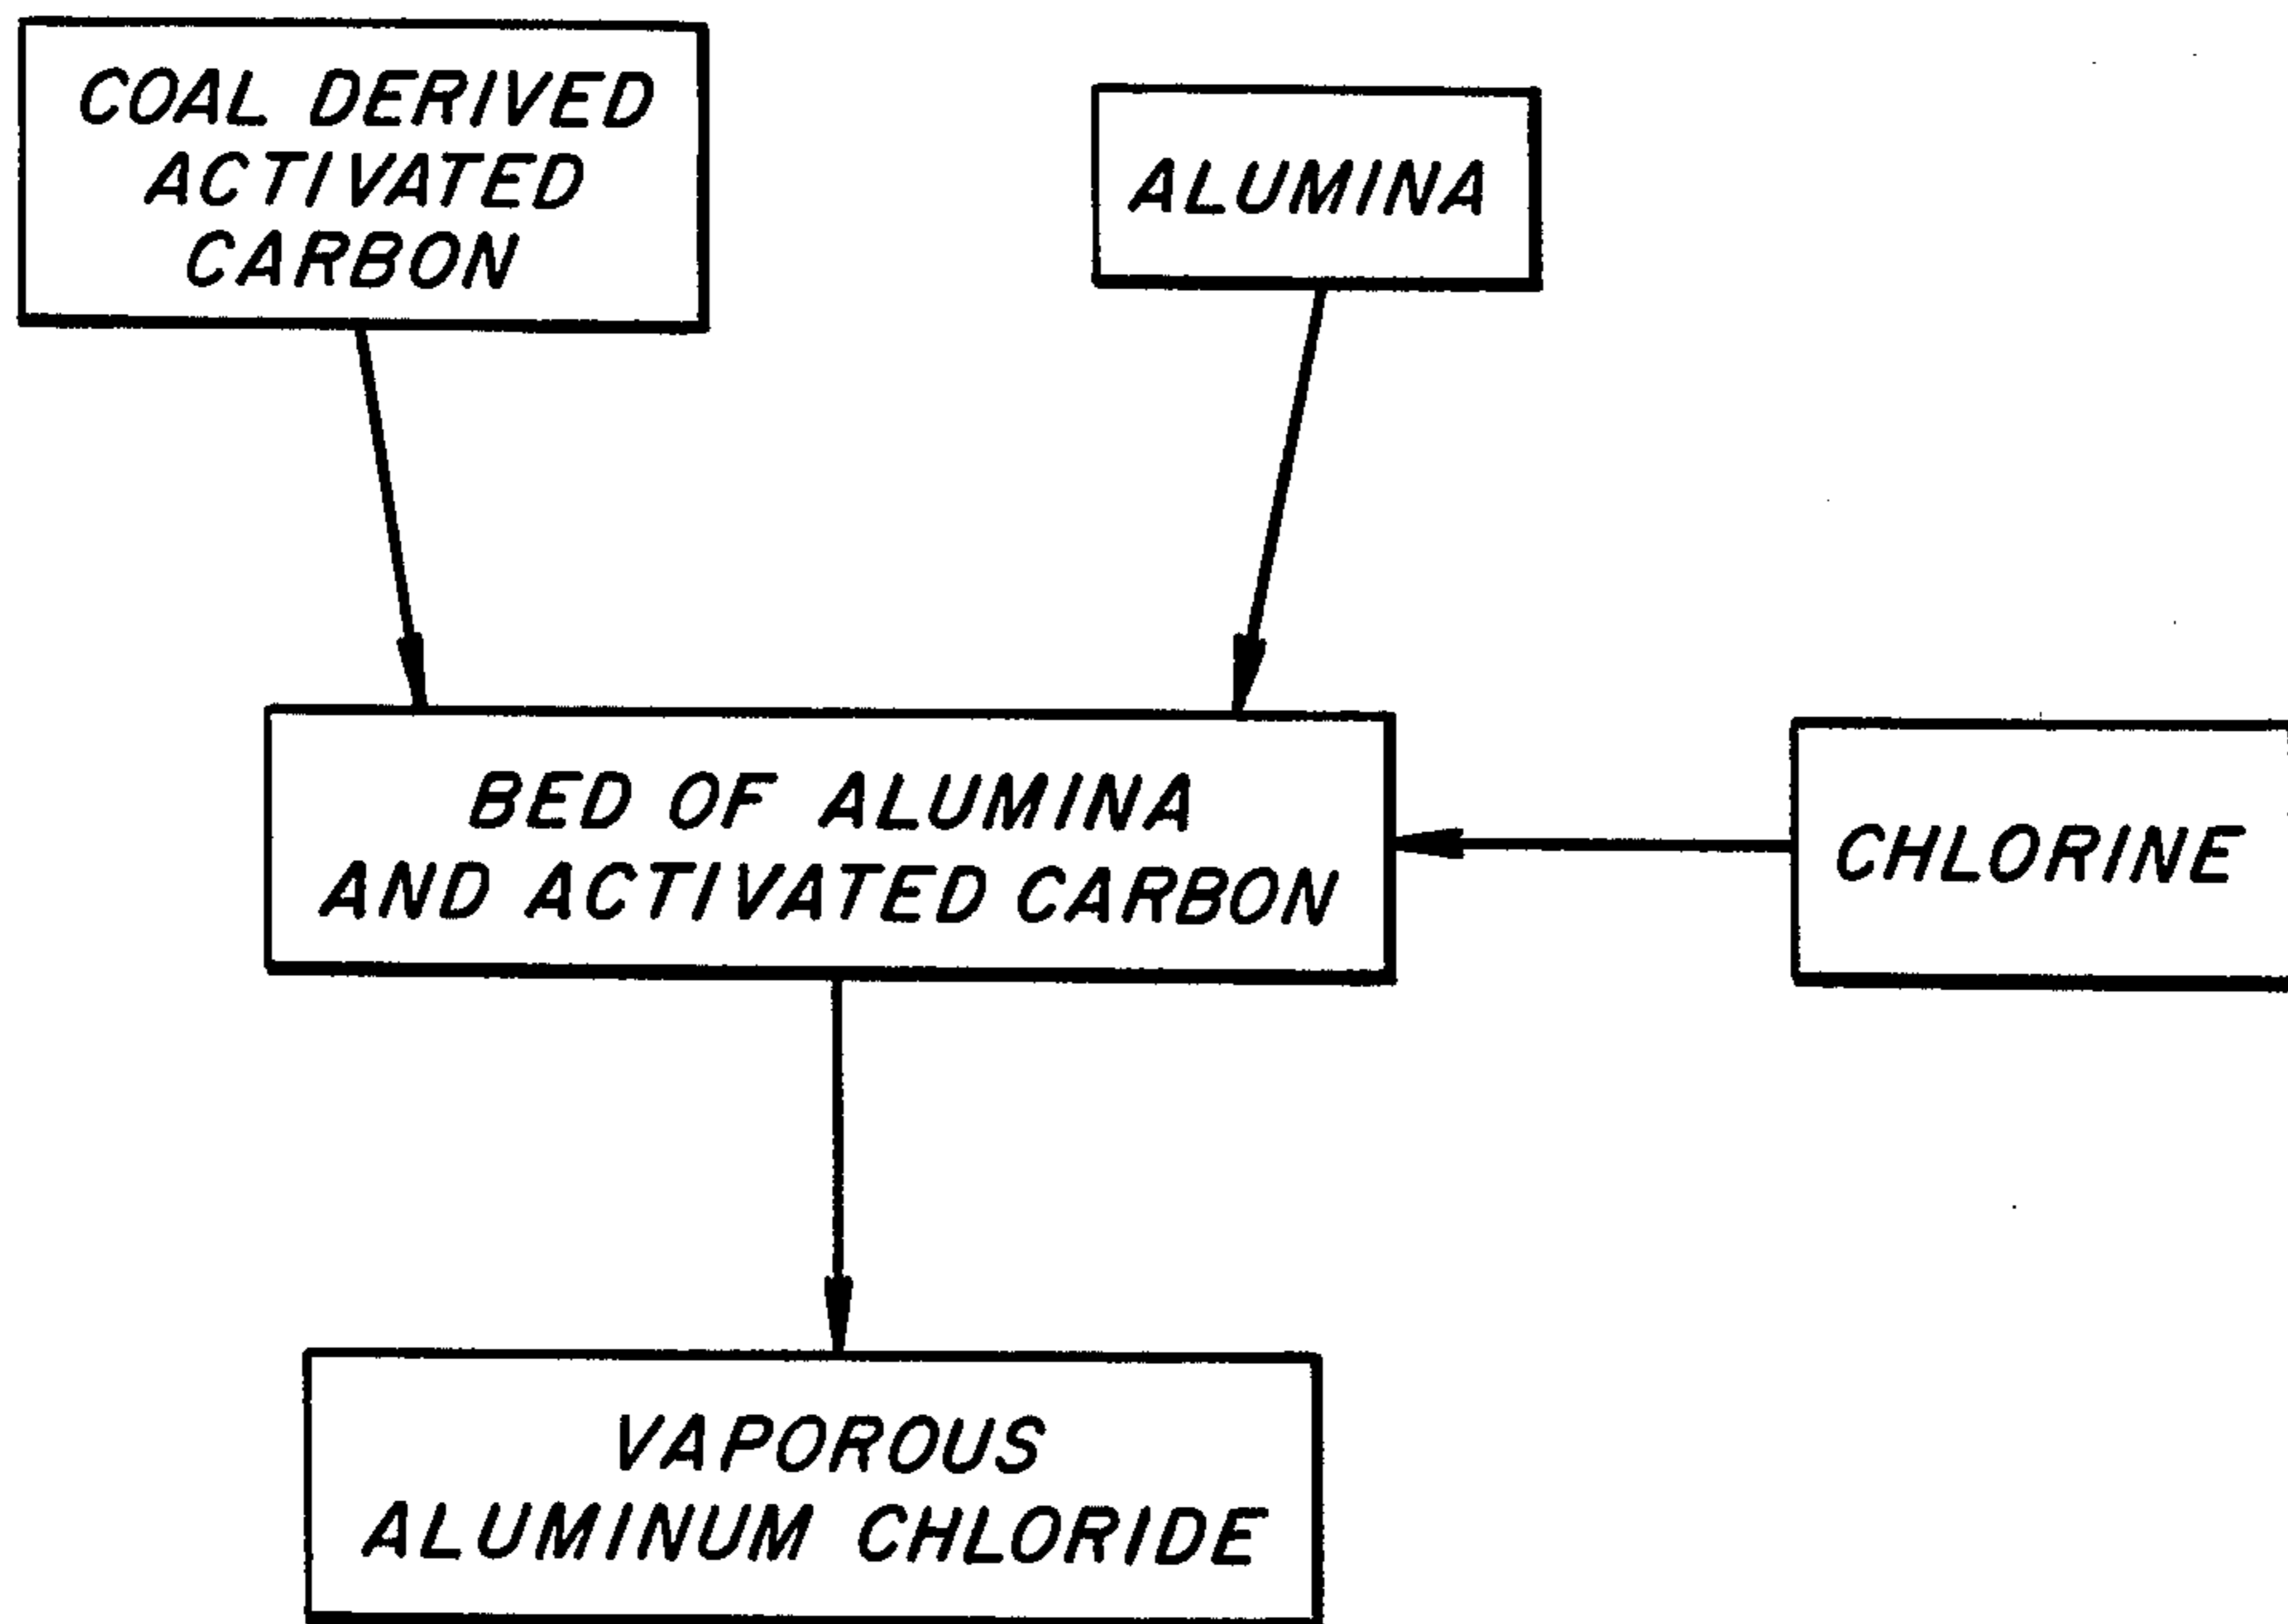 COAL DERIVED
ACTIVATED
CARBON
ALUMINA
BED OF ALUMINA
AND ACTIVATED CARBON
CHLORINE
VAPOROUS
ALUMINUM CHLORIDE